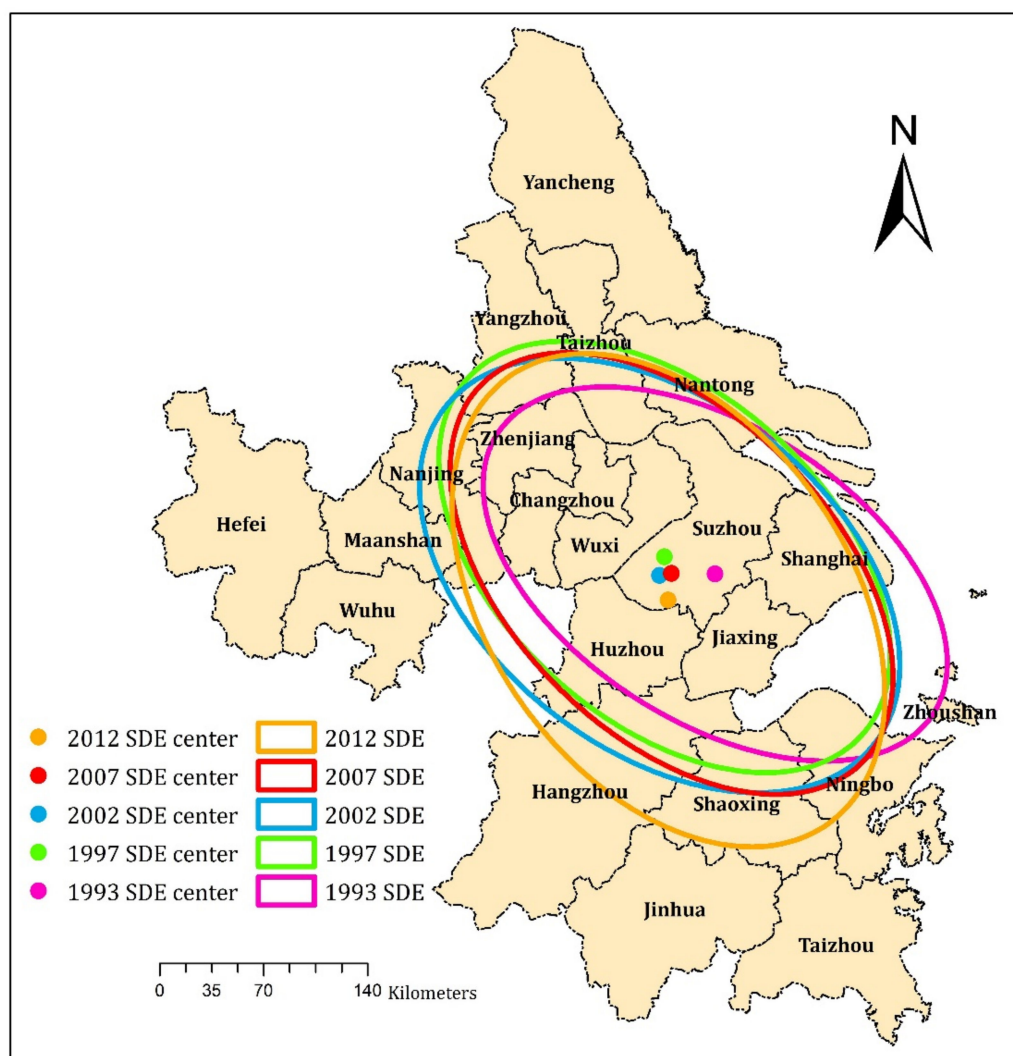 N
Yancheng
Yangzhou
Taizhou
Nantong
Zhenjiang
Nanjing
Changzhou
Hefei
Suzhou
Maanshan
Wuxi
Shanghai
Wuhu
Jiaxing
Huzhou
Zhoushan
2012 SDE center 2012 SDE
2007 SDE center 2007 SDE
Hangzhou
Ningbo
Shaoxing
2002 SDE center 2002 SDE
1997 SDE center 1997 SDE
1993 SDE center 1993 SDE
Jinhua
Taizhou
0 35 70 140 Kilometers